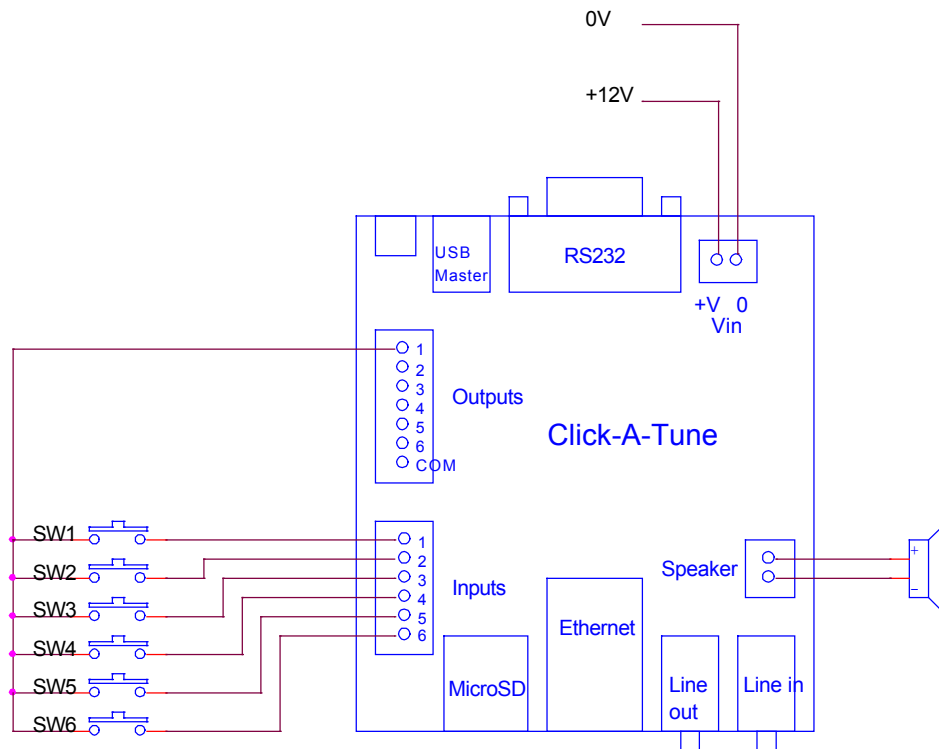 0V
+12V
USB
Master
RS232
+V 0
Vin
1
2
3
4
5
6
COM
Outputs
Click-A-Tune
SW1
SW2
SW3
SW4
SW5
SW6
1
2
3
4
5
6
Inputs
Speaker
+
−
Ethernet
MicroSD
Line
out
Line in